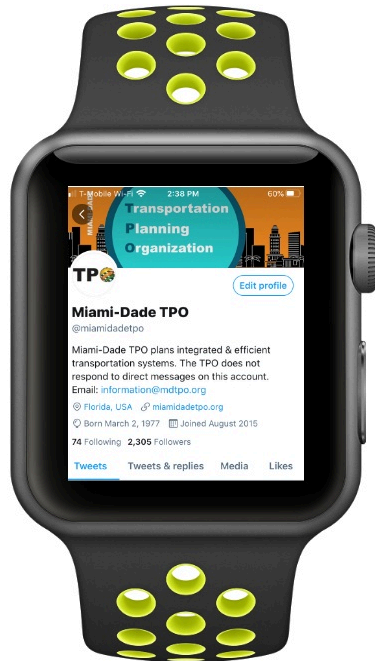 T-Mobile Wi-Fi 2:38 PM 60%
MIAMI-DADE
Transportation
Planning
Organization
TPO
Edit profile
Miami-Dade TPO
@miamidadetpo
Miami-Dade TPO plans integrated & efficient
transportation systems. The TPO does not
respond to direct messages on this account.
Email: information@mdtpo.org
Florida, USA miamidadetpo.org
Born March 2, 1977 Joined August 2015
74 Following 2,305 Followers
Tweets Tweets & replies Media Likes